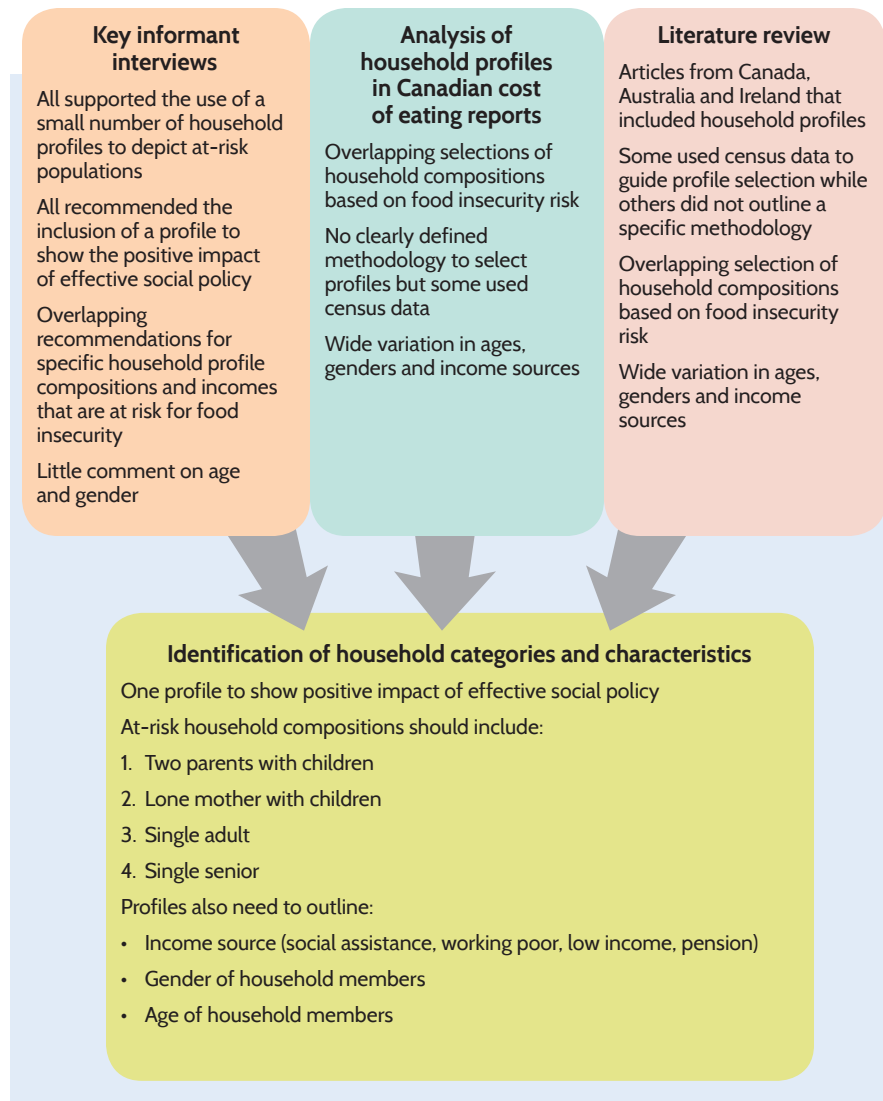 Key informant
interviews
All supported the use of a
small number of household
profiles to depict at-risk
populations
All recommended the
inclusion of a profile to
show the positive impact
of effective social policy
Overlapping
recommendations for
specific household profile
compositions and incomes
that are at risk for food
insecurity
Little comment on age
and gender
Analysis of
household profiles
in Canadian cost
of eating reports
Overlapping selections of
household compositions
based on food insecurity risk
No clearly defined
methodology to select
profiles but some used
census data
Wide variation in ages,
genders and income sources
Literature review
Articles from Canada,
Australia and Ireland that
included household profiles
Some used census data to
guide profile selection while
others did not outline a
specific methodology
Overlapping selection of
household compositions
based on food insecurity
risk
Wide variation in ages,
genders and income
sources
Identification of household categories and characteristics
One profile to show positive impact of effective social policy
At-risk household compositions should include:
1. Two parents with children
2. Lone mother with children
3. Single adult
4. Single senior
Profiles also need to outline:
• Income source (social assistance, working poor, low income, pension)
• Gender of household members
• Age of household members